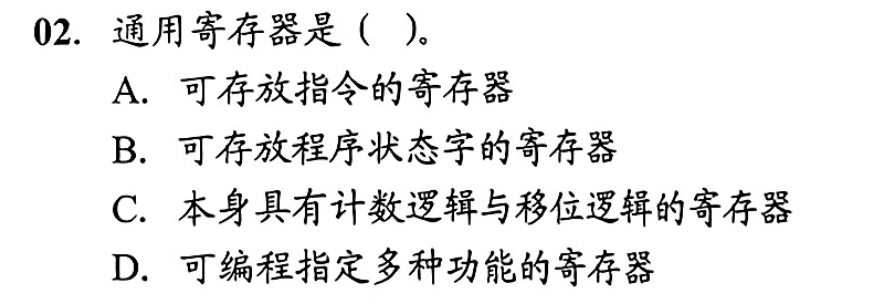 02. 通用寄存器是（  ）。
A. 可存放指令的寄存器
B. 可存放程序状态字的寄存器
C. 本身具有计数逻辑与移位逻辑的寄存器
D. 可编程指定多种功能的寄存器